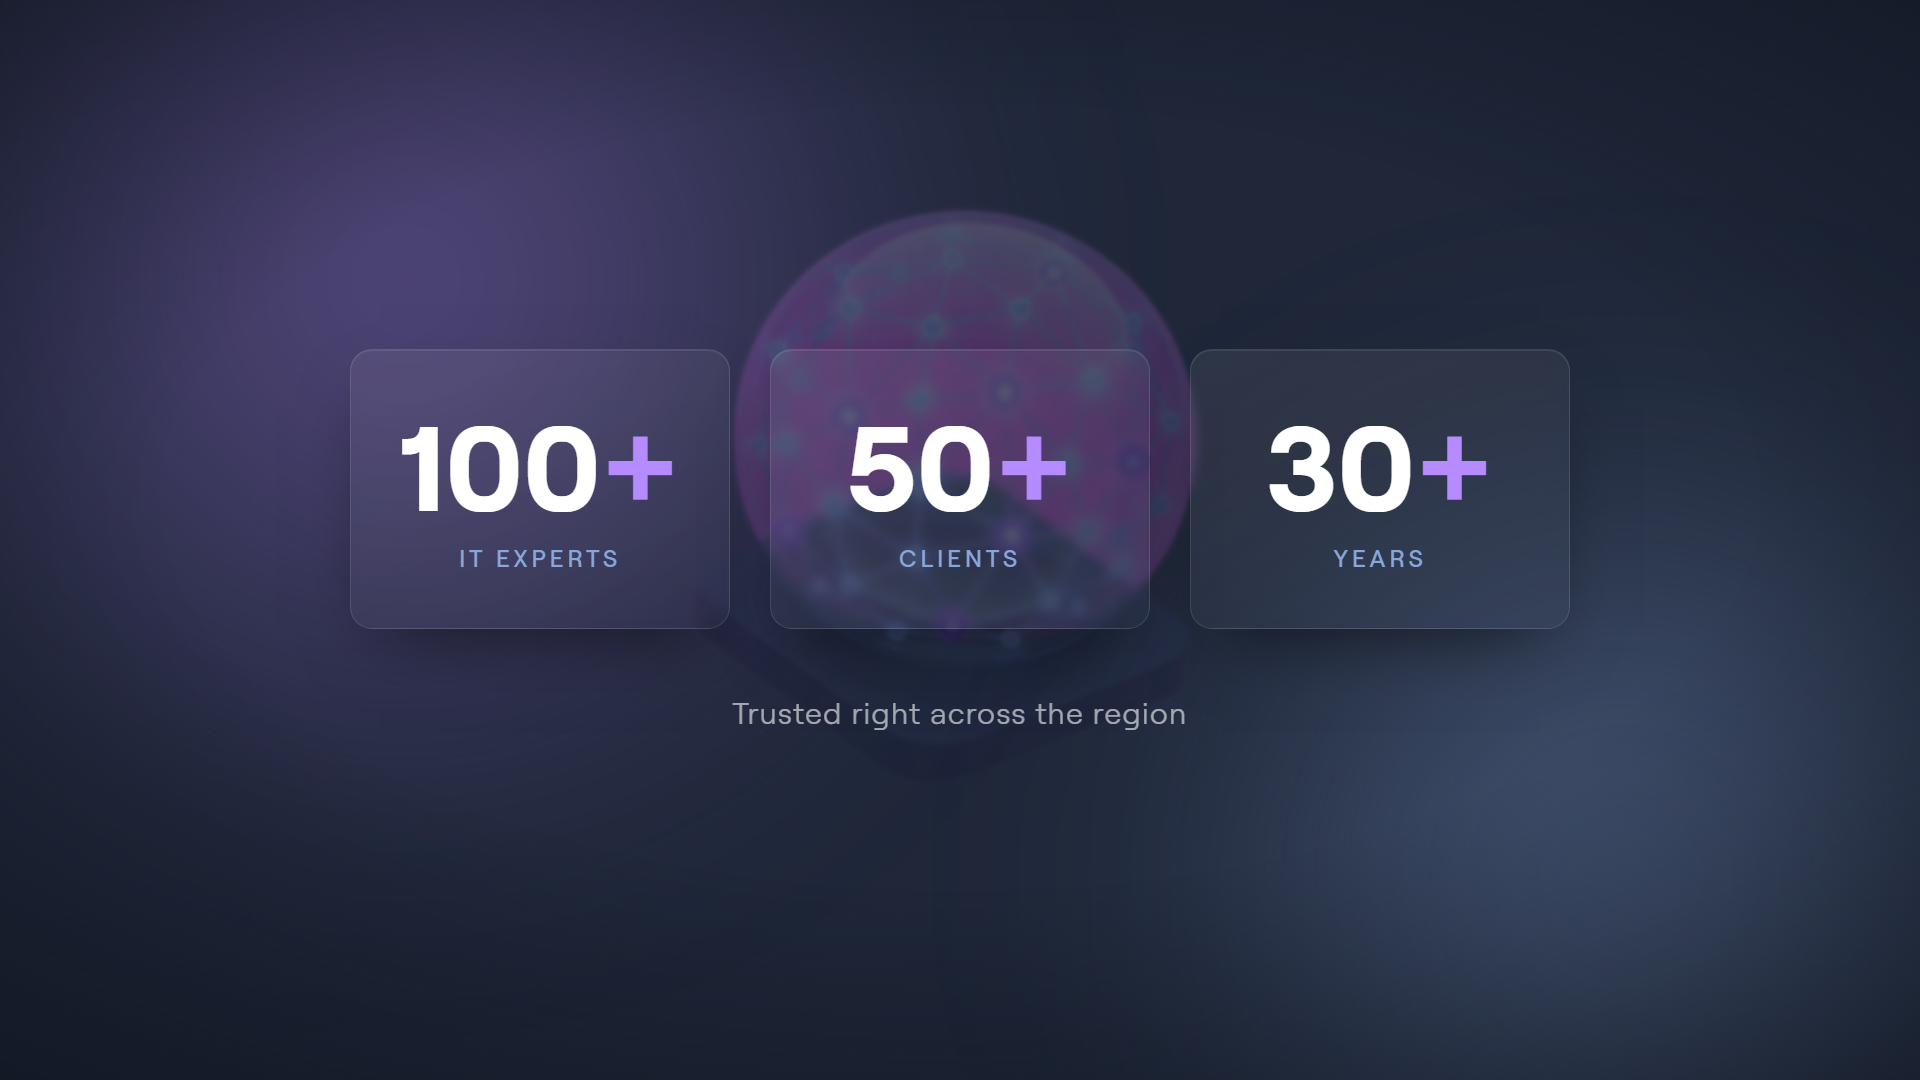 100+
IT EXPERTS
50+
CLIENTS
30+
YEARS
Trusted right across the region